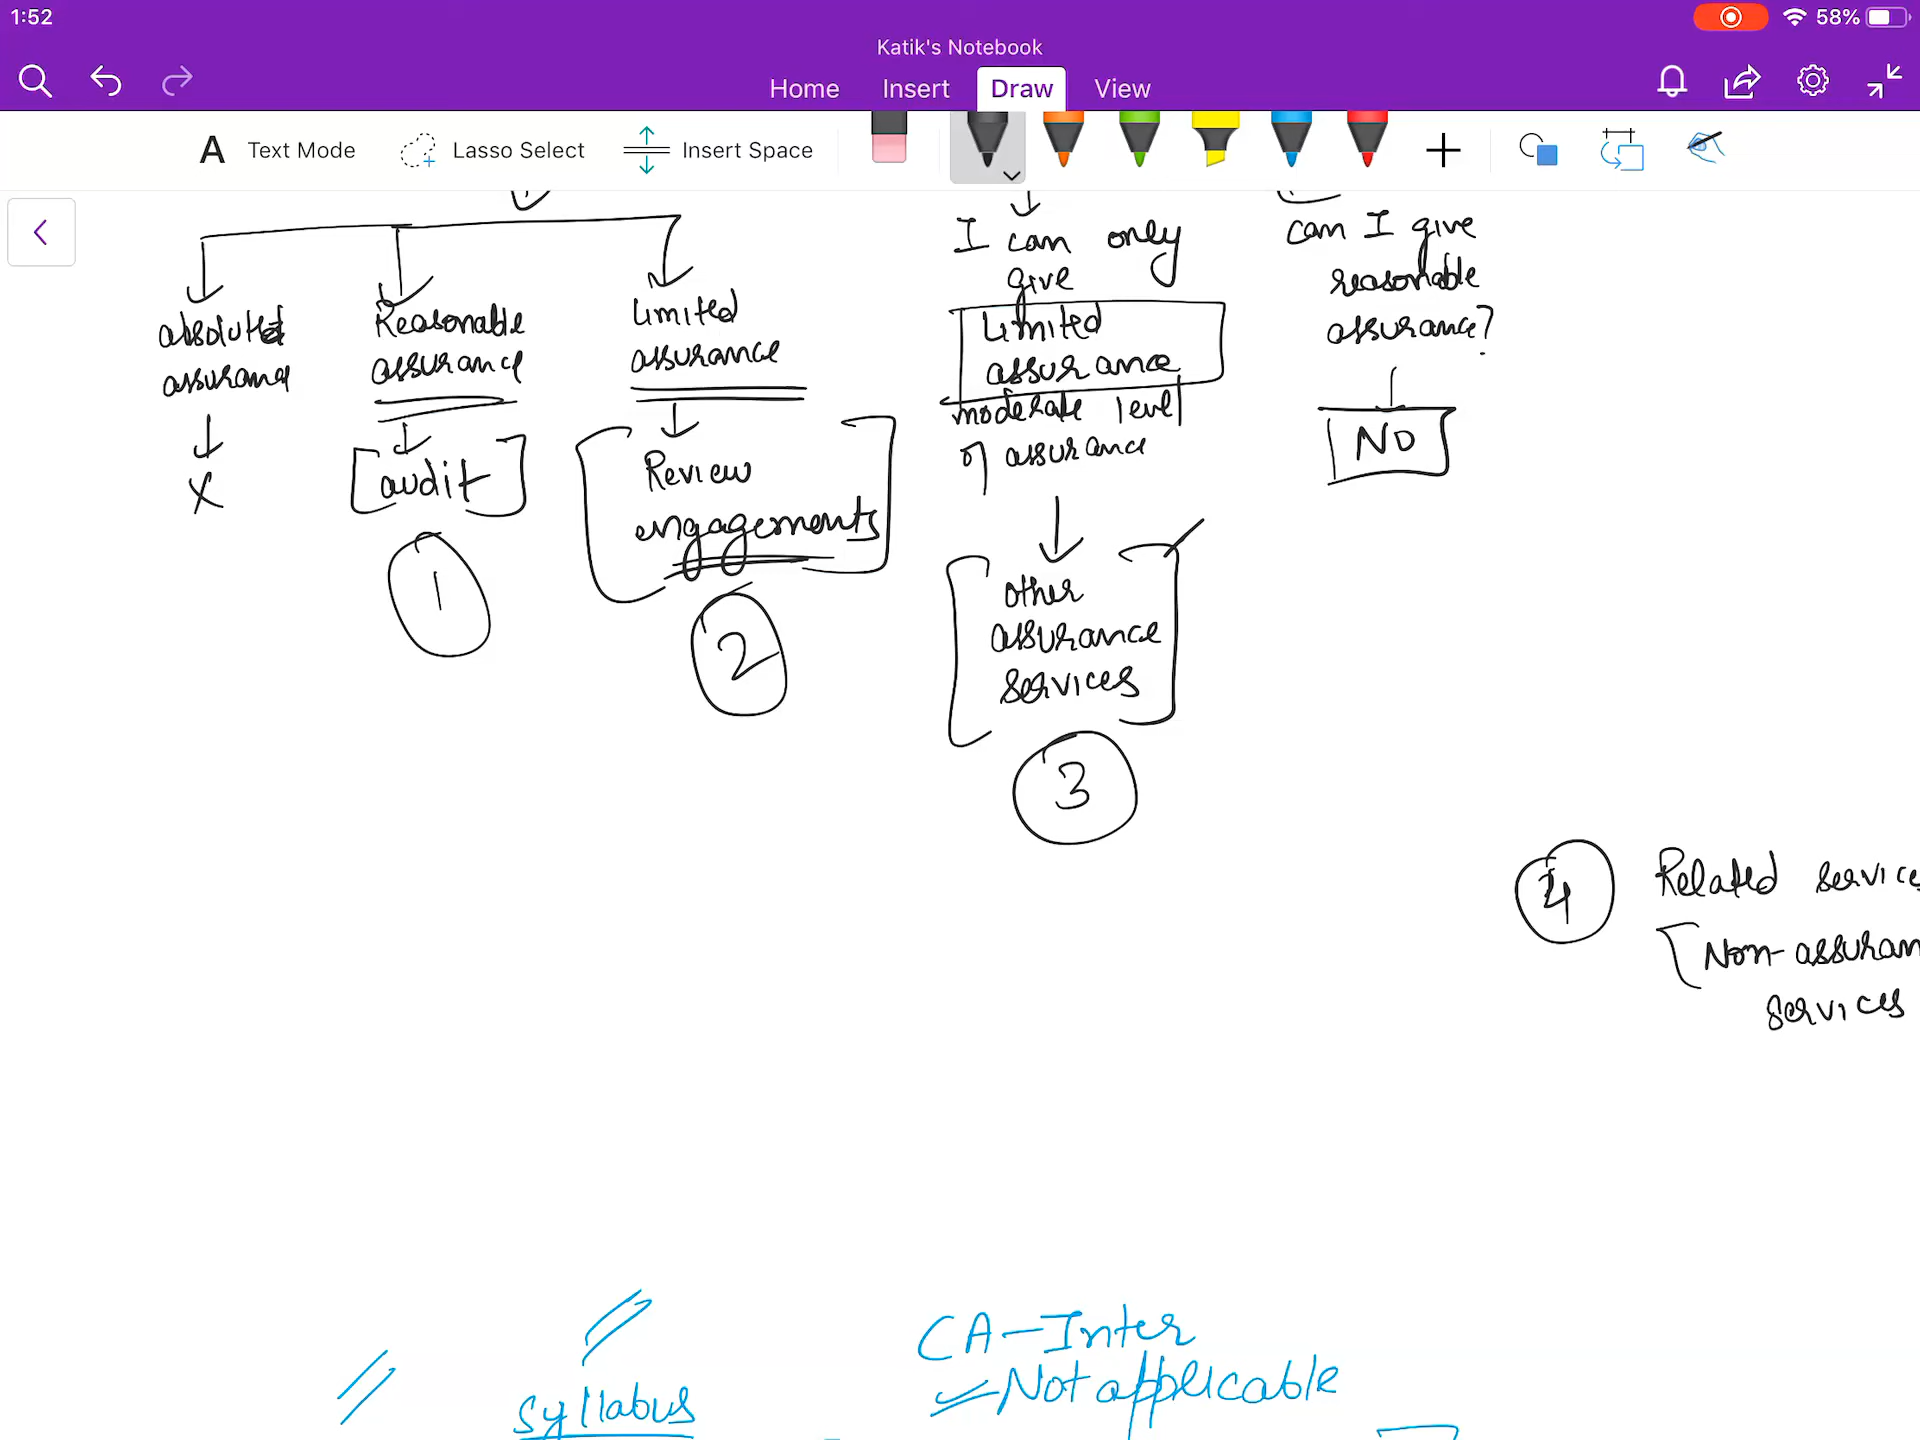 1:52
58%
Katik's Notebook
Home Insert Draw View
A Text Mode Lasso Select Insert Space
absolute
assurance
X
Reasonable
assurance
audit
1
Limited
assurance
Review
engagements
2
I can only
give
Limited
assurance
moderate level
of assurance
other
assurance
services
3
can I give
reasonable
assurance?
NO
4 Related service
Non-assuran
services
CA-Inter
Not applicable
syllabus